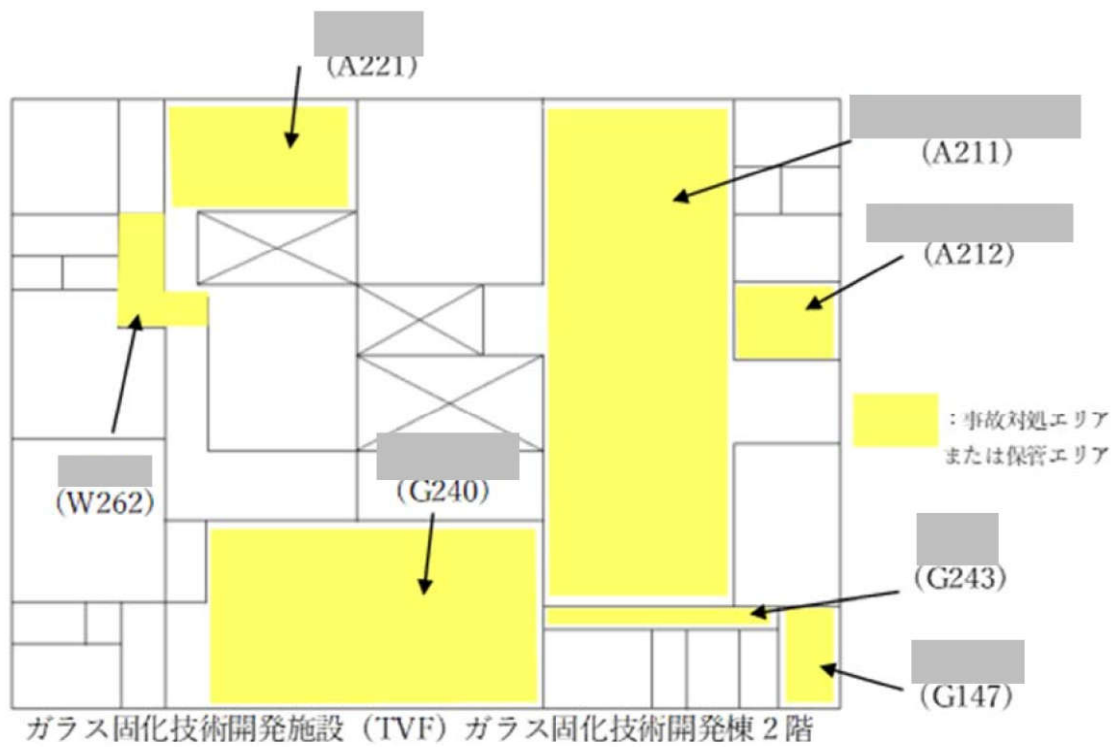 (A221)
(A211)
(A212)
：事故対処エリア
または保管エリア
(W262)
(G240)
(G243)
(G147)
ガラス固化技術開発施設（TVF）ガラス固化技術開発棟２階